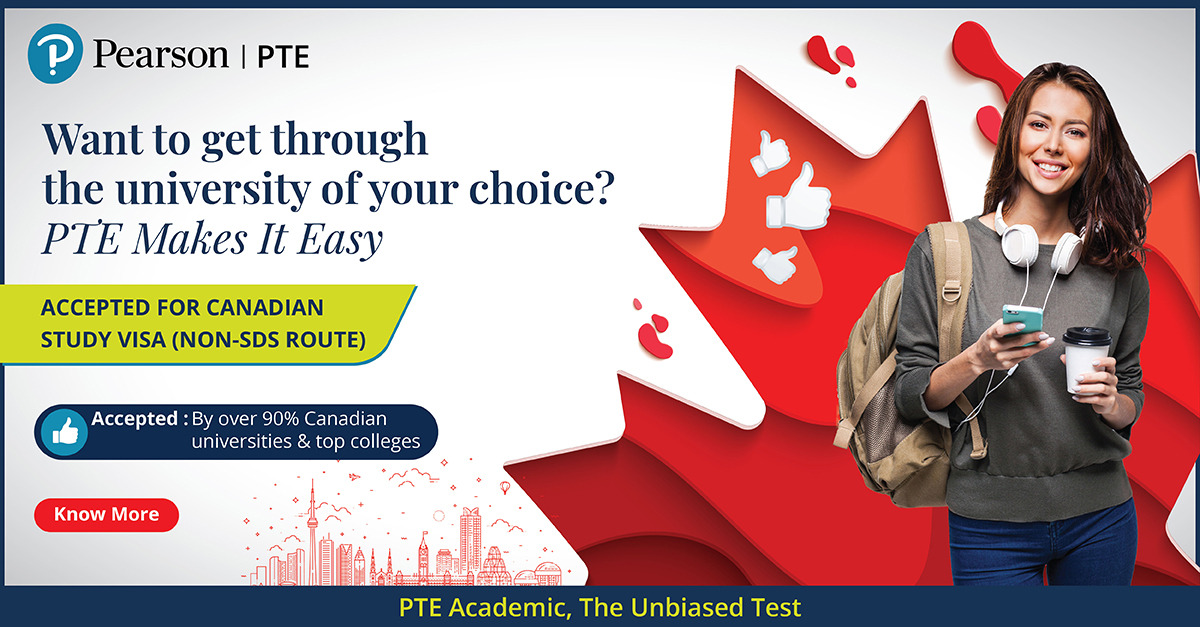 Pearson | PTE
Want to get through
the university of your choice?
PTE Makes It Easy
ACCEPTED FOR CANADIAN
STUDY VISA (NON-SDS ROUTE)
Accepted : By over 90% Canadian
universities & top colleges
Know More
PTE Academic, The Unbiased Test